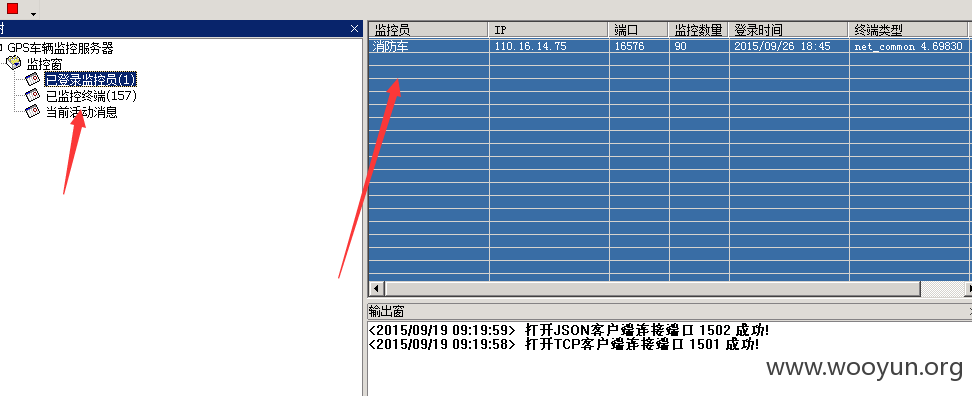 监控员 IP 端口 监控数量 登录时间 终端类型
消防车 110.16.14.75 16576 90 2015/09/26 18:45 net_common 4.69830
GPS车辆监控服务器
监控窗
已登录监控员(1)
已监控终端(157)
当前活动消息
输出窗
<2015/09/19 09:19:59> 打开JSON客户端连接端口 1502 成功!
<2015/09/19 09:19:58> 打开TCP客户端连接端口 1501 成功!
www.wooyun.org